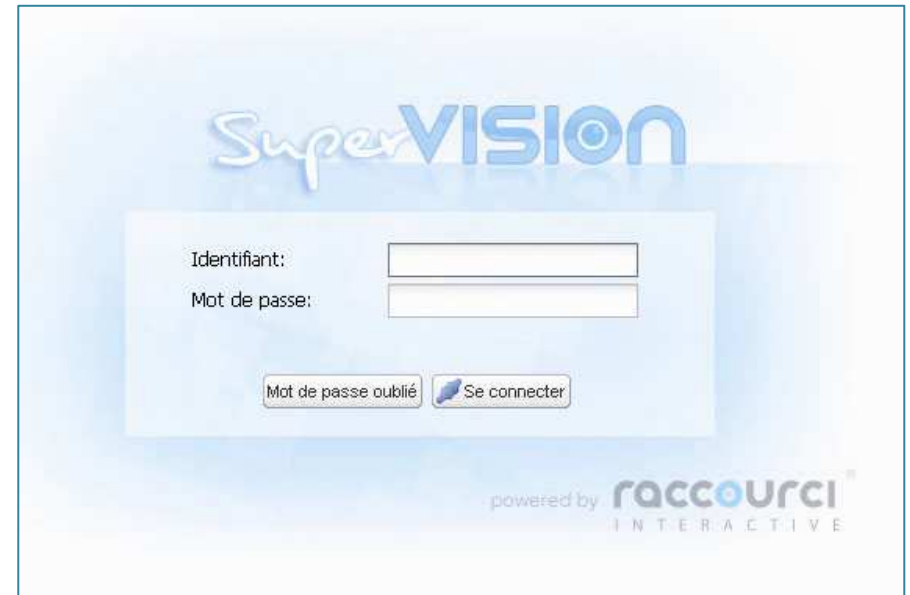 SuperVISION
Identifiant:
Mot de passe:
Mot de passe oublié Se connecter
powered by raccourci
INTERACTIVE